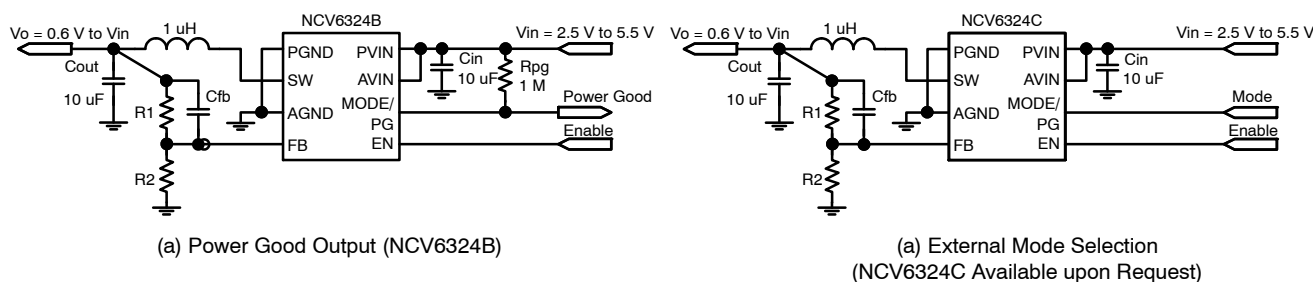 NCV6324B
Vo = 0.6 V to Vin
1 uH
Vin = 2.5 V to 5.5 V
PGND
PVIN
Cout
Cin
SW
AVIN
10 uF
Rpg
1 M
10 uF
Cfb
R1
MODE/
PG
Power Good
AGND
Enable
FB
EN
R2
(a) Power Good Output (NCV6324B)
NCV6324C
Vo = 0.6 V to Vin
1 uH
Vin = 2.5 V to 5.5 V
PGND
PVIN
Cout
Cin
SW
AVIN
10 uF
10 uF
Cfb
R1
MODE/
PG
Mode
AGND
Enable
FB
EN
R2
(a) External Mode Selection
(NCV6324C Available upon Request)